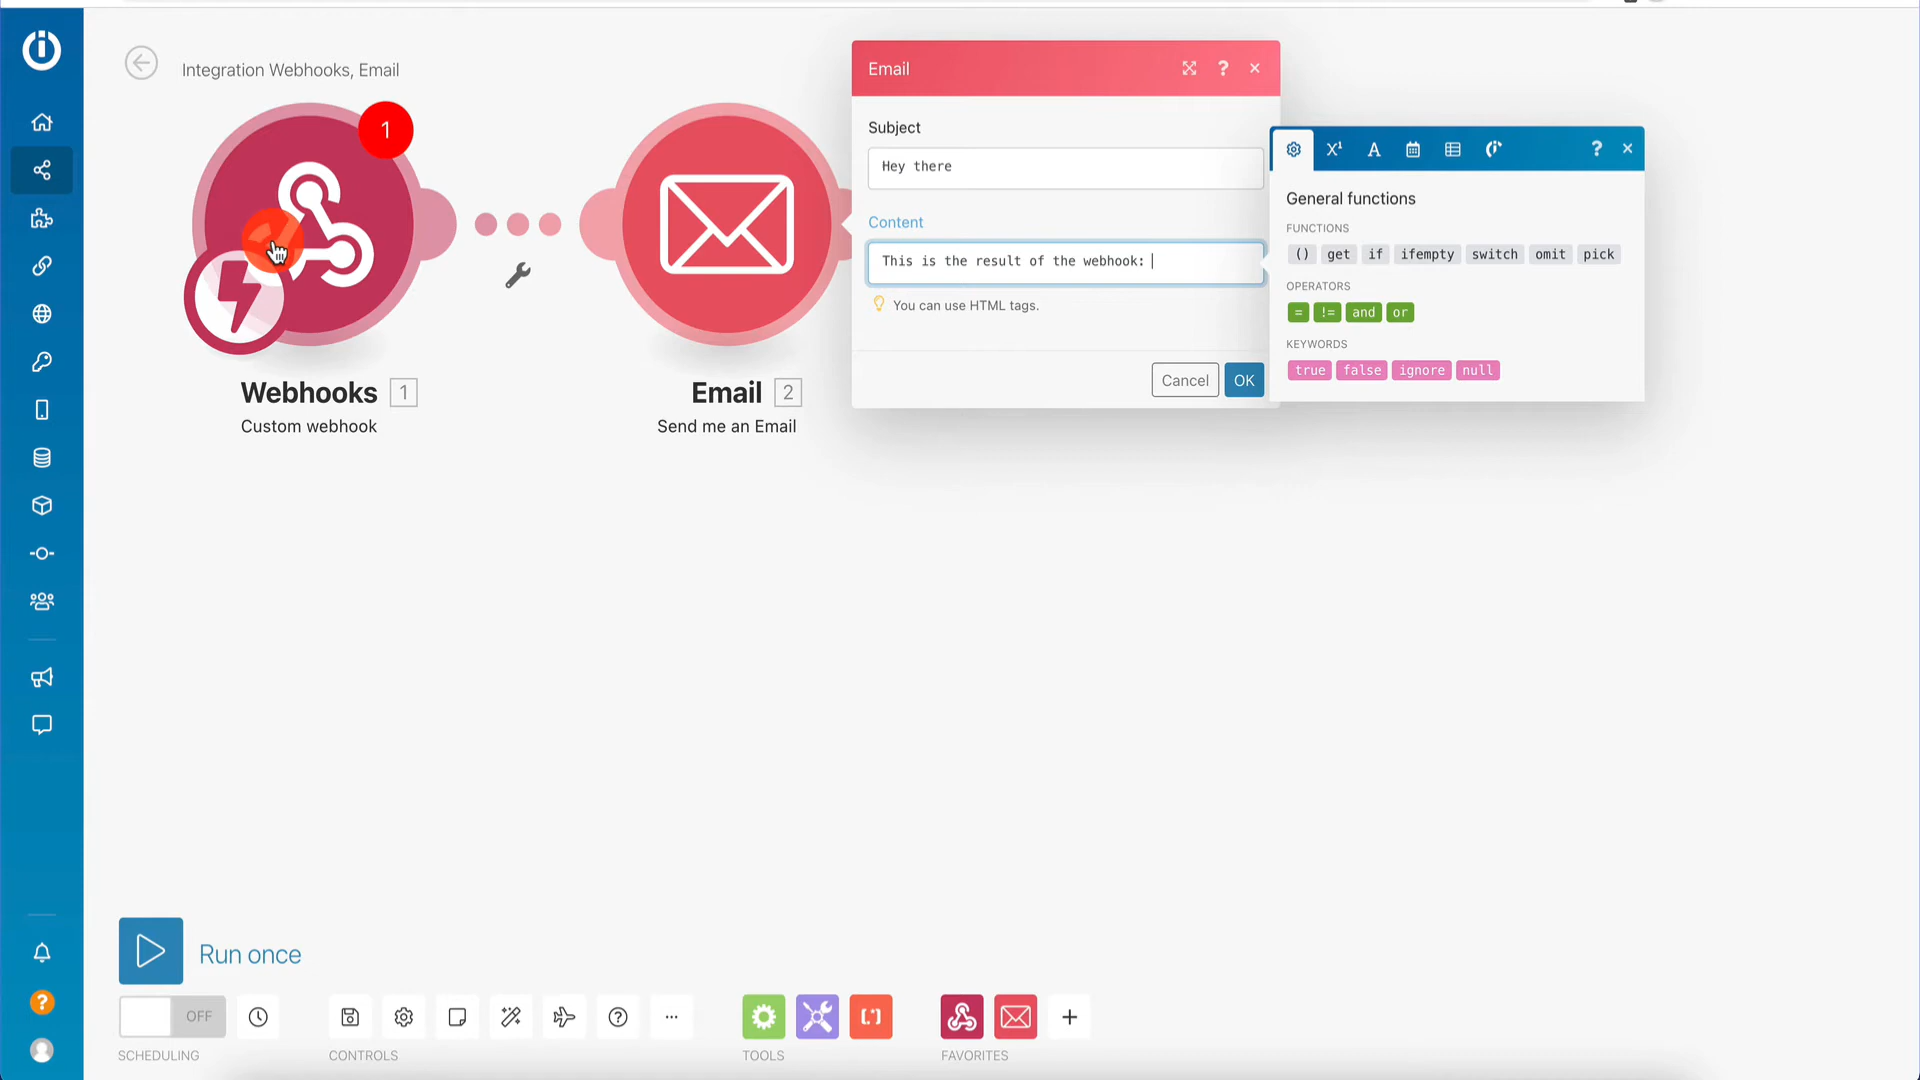 Integration Webhooks, Email
1
Webhooks 1
Custom webhook
Email 2
Send me an Email
Email ?
Subject
Hey there
Content
This is the result of the webhook:
You can use HTML tags.
Cancel OK
X¹ A ?
General functions
FUNCTIONS
() get if ifempty switch omit pick
OPERATORS
= != and or
KEYWORDS
true false ignore null
Run once
OFF
SCHEDULING
?
...
CONTROLS
[.*]
TOOLS
+
FAVORITES
?